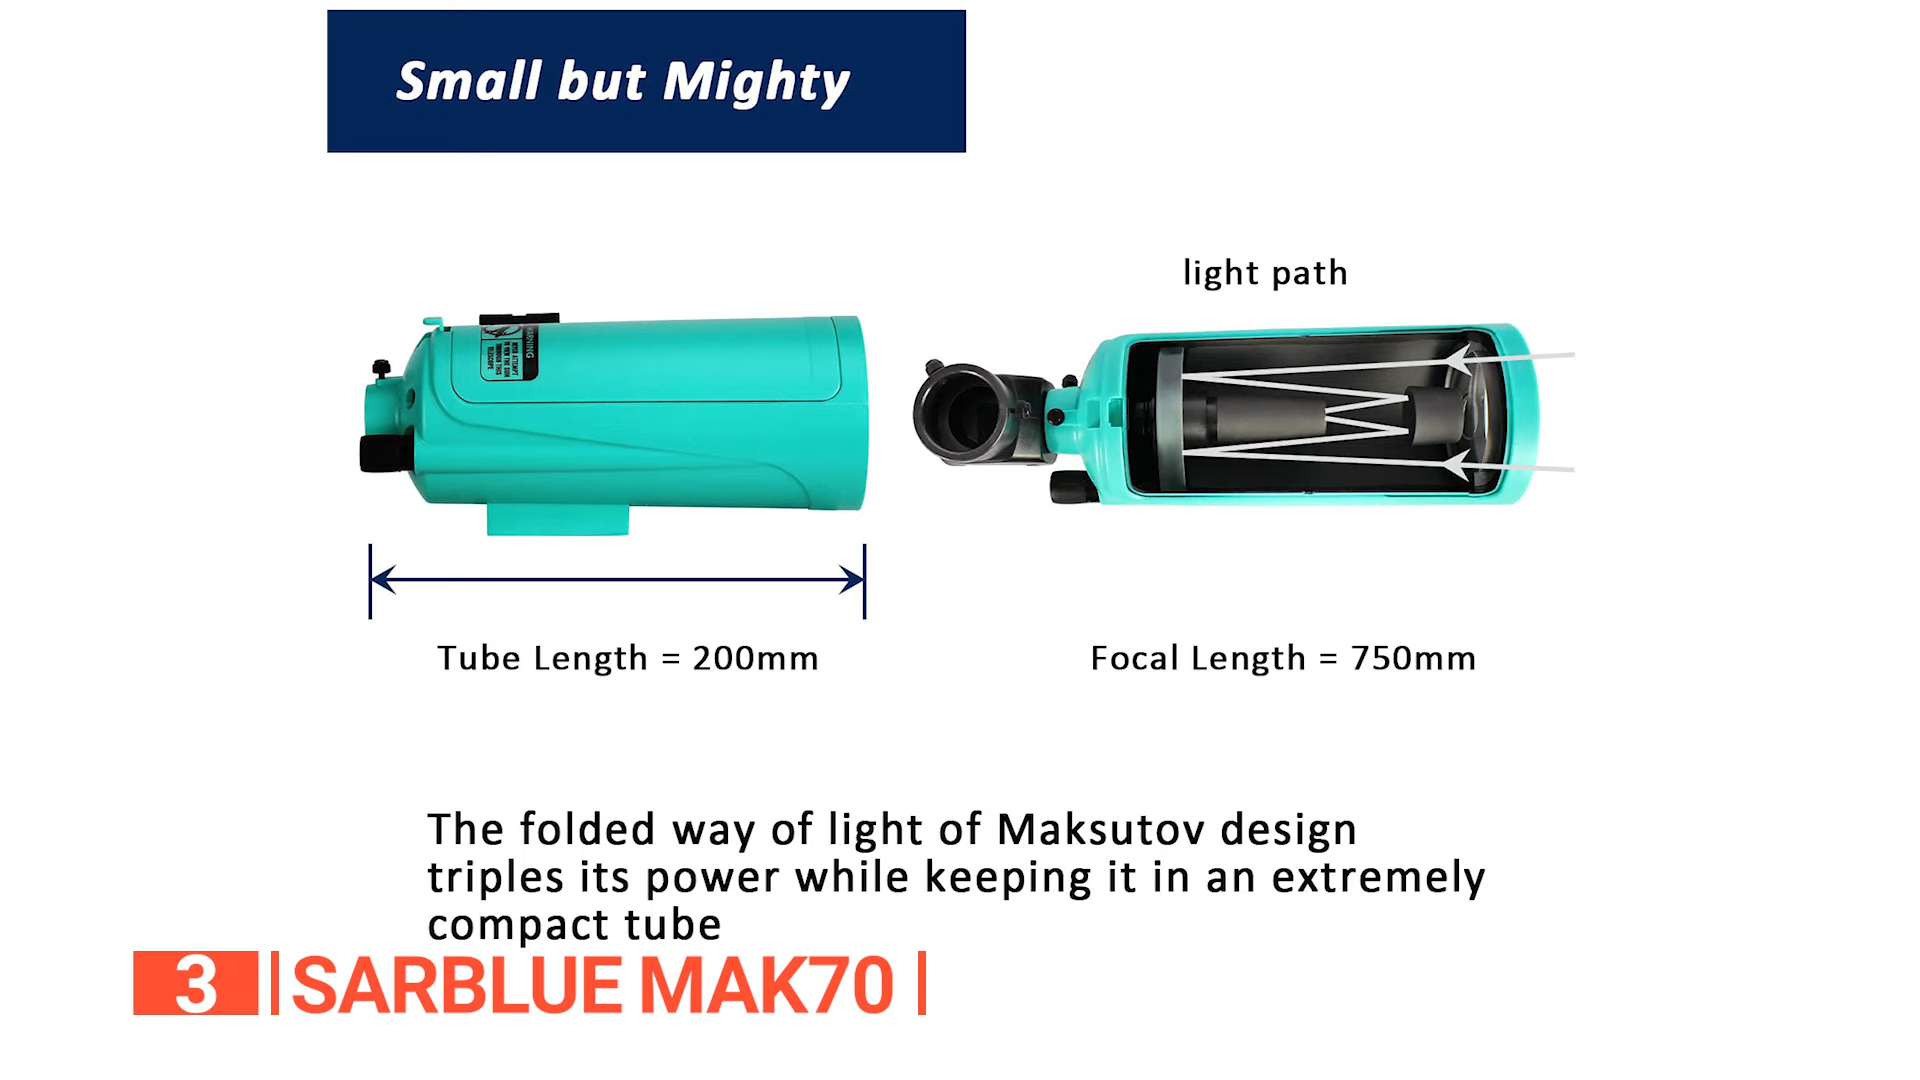 Small but Mighty
light path
WARNING
Tube Length = 200mm
Focal Length = 750mm
The folded way of light of Maksutov design
triples its power while keeping it in an extremely
compact tube
3 SARBLUE MAK70